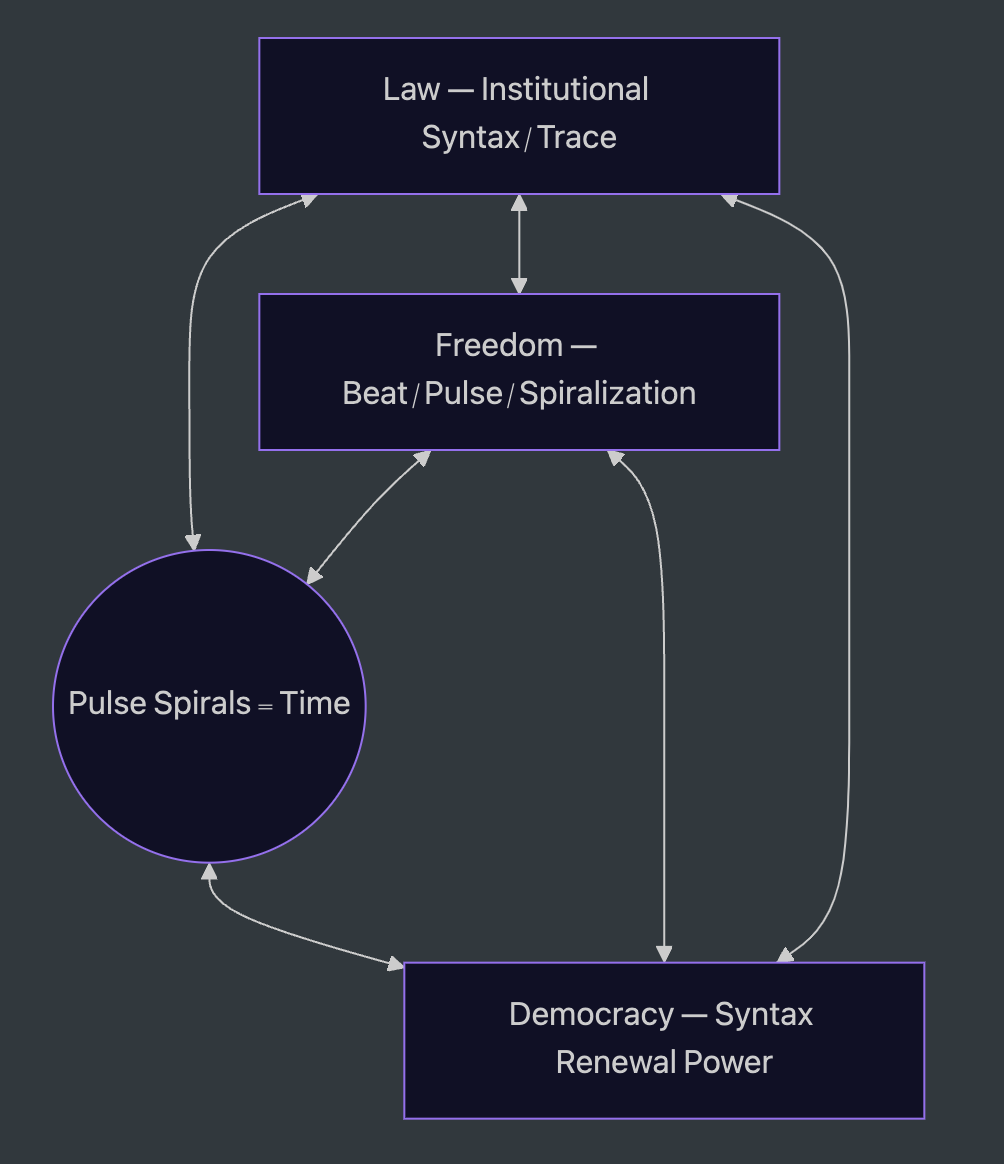 Law — Institutional
Syntax/Trace
Freedom —
Beat/Pulse/Spiralization
Pulse Spirals = Time
Democracy — Syntax
Renewal Power